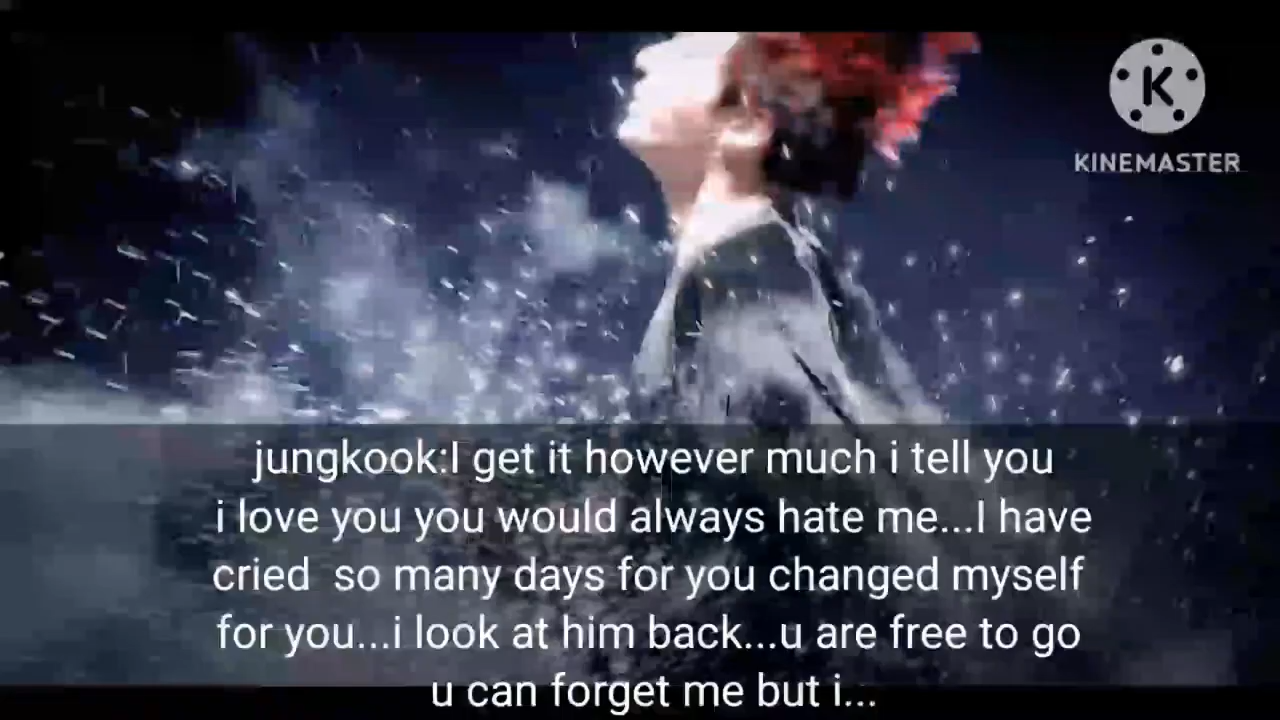 K
KINEMASTER
jungkook:I get it however much i tell you
i love you you would always hate me...I have
cried  so many days for you changed myself
for you...i look at him back...u are free to go
u can forget me but i...